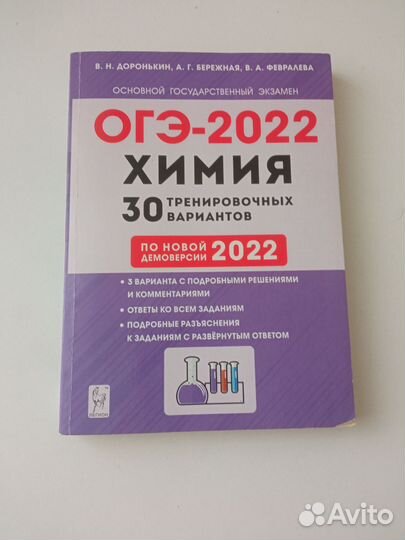 В. Н. ДОРОНЬКИН, А. Г. БЕРЕЖНАЯ, В. А. ФЕВРАЛЕВА
ОСНОВНОЙ ГОСУДАРСТВЕННЫЙ ЭКЗАМЕН
ОГЭ-2022
ХИМИЯ
30 ТРЕНИРОВОЧНЫХ
ВАРИАНТОВ
ПО НОВОЙ
ДЕМОВЕРСИИ 2022
• 3 ВАРИАНТА С ПОДРОБНЫМИ РЕШЕНИЯМИ
И КОММЕНТАРИЯМИ
• ОТВЕТЫ КО ВСЕМ ЗАДАНИЯМ
• ПОДРОБНЫЕ РАЗЪЯСНЕНИЯ
К ЗАДАНИЯМ С РАЗВЁРНУТЫМ ОТВЕТОМ
ЛЕГИОН
Avito